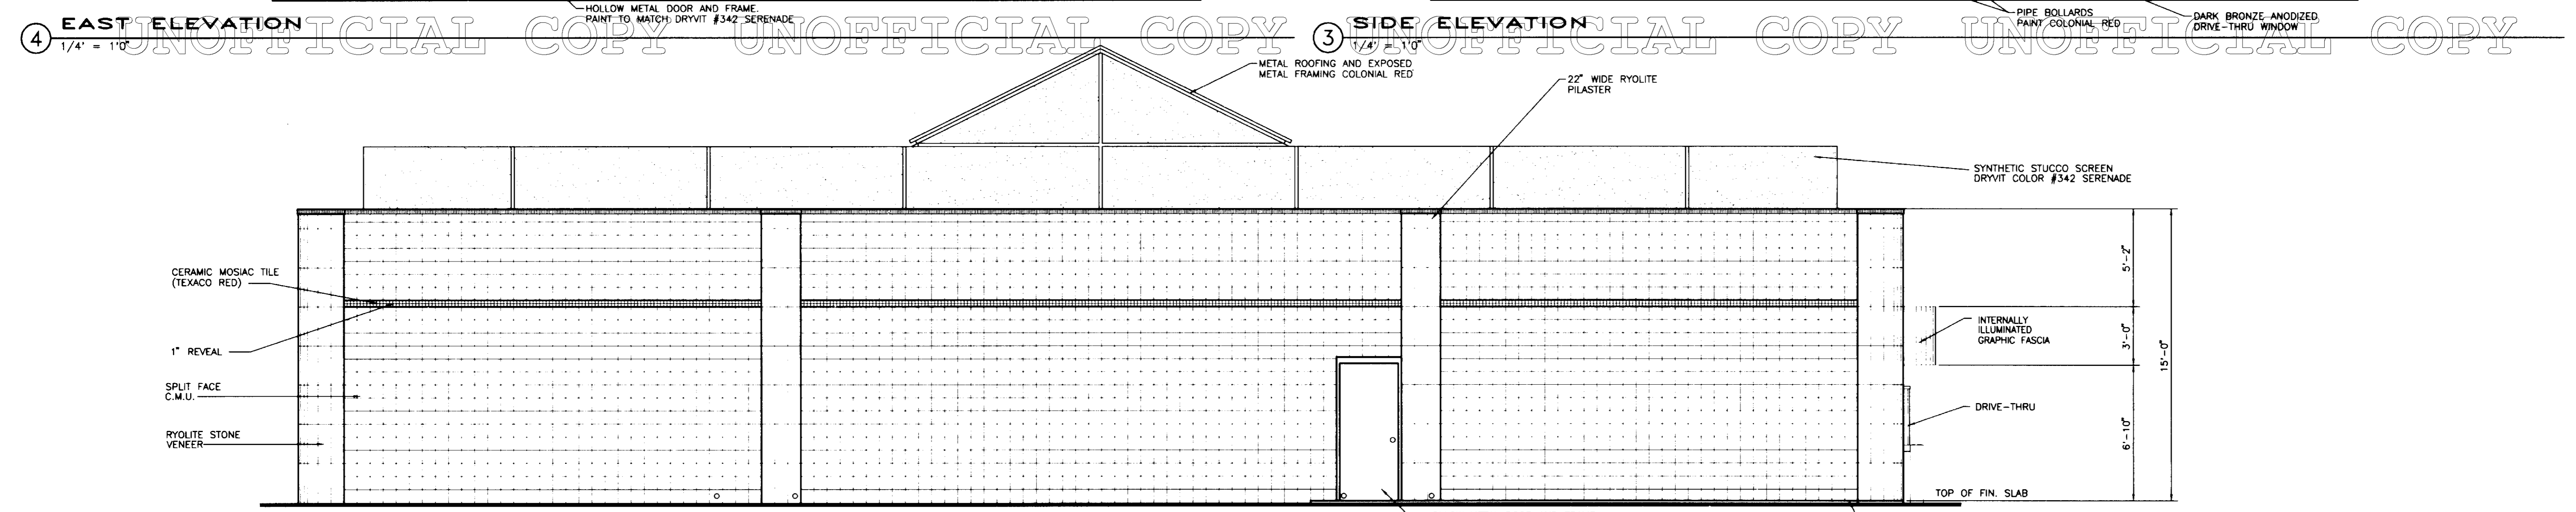 HOLLOW METAL DOOR AND FRAME.
PAINT TO MATCH DRYVIT #342 SERENADE
4 EAST ELEVATION
1/4' = 1'0"
3 SIDE ELEVATION
1/4' = 1'0"
PIPE BOLLARDS
PAINT COLONIAL RED
DARK BRONZE ANODIZED
DRIVE-THRU WINDOW
UNOFFICIAL COPY UNOFFICIAL COPY UNOFFICIAL COPY UNOFFICIAL COPY
METAL ROOFING AND EXPOSED
METAL FRAMING COLONIAL RED
22" WIDE RYOLITE
PILASTER
SYNTHETIC STUCCO SCREEN
DRYVIT COLOR #342 SERENADE
CERAMIC MOSIAC TILE
(TEXACO RED)
1" REVEAL
SPLIT FACE
C.M.U.
RYOLITE STONE
VENEER
5'-2"
3'-0"
15'-0"
6'-10"
INTERNALLY
ILLUMINATED
GRAPHIC FASCIA
DRIVE-THRU
TOP OF FIN. SLAB